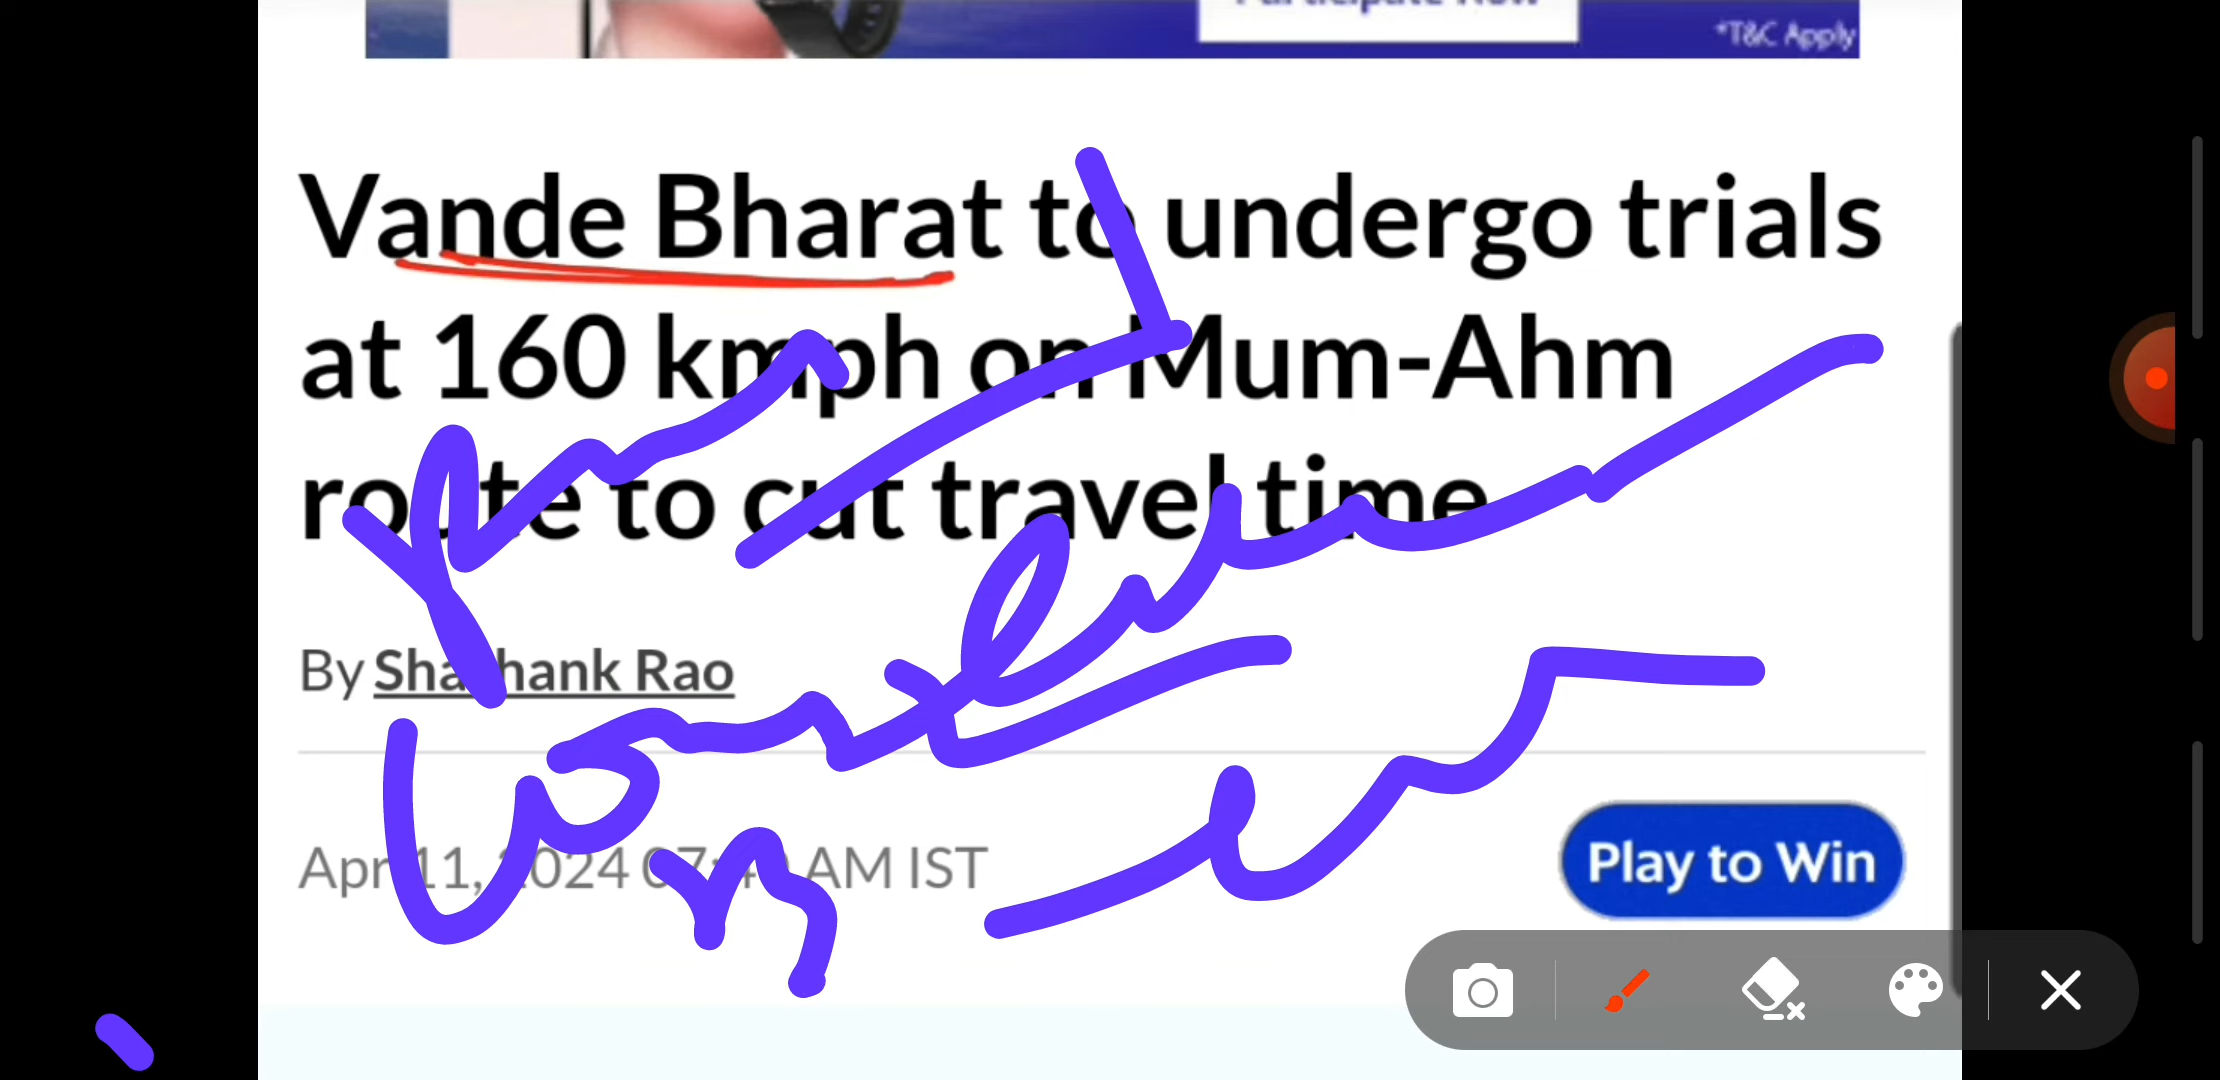 *T&C Apply
Vande Bharat to undergo trials
at 160 kmph on Mum-Ahm
route to cut travel time
By Shashank Rao
Apr 11, 2024 AM IST
Play to Win